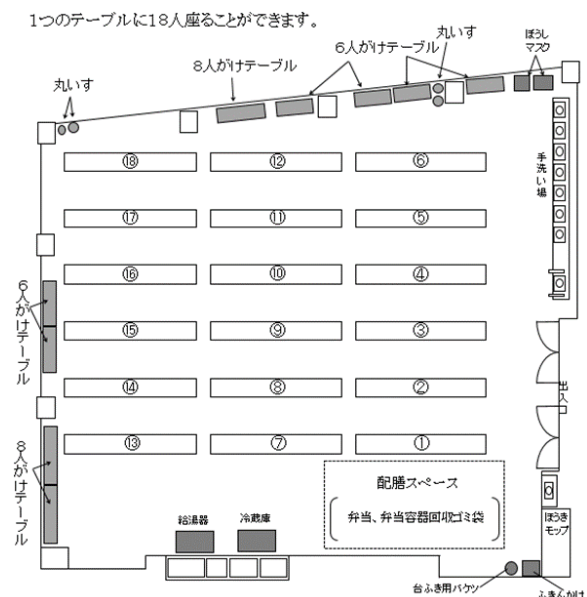 1つのテーブルに18人座ることができます。
丸いす
8人がけテーブル
6人がけテーブル
丸いす
ぼうし
マスク
⑱
⑫
⑥
手洗い場
⑰
⑪
⑤
⑯
⑩
④
6人がけテーブル
⑮
⑨
③
出入口
⑭
⑧
②
8人がけテーブル
⑬
⑦
①
配膳スペース
弁当、弁当容器回収ゴミ袋
給湯器
冷蔵庫
ほうき
モップ
台ふき用バケツ
ふきんがけ